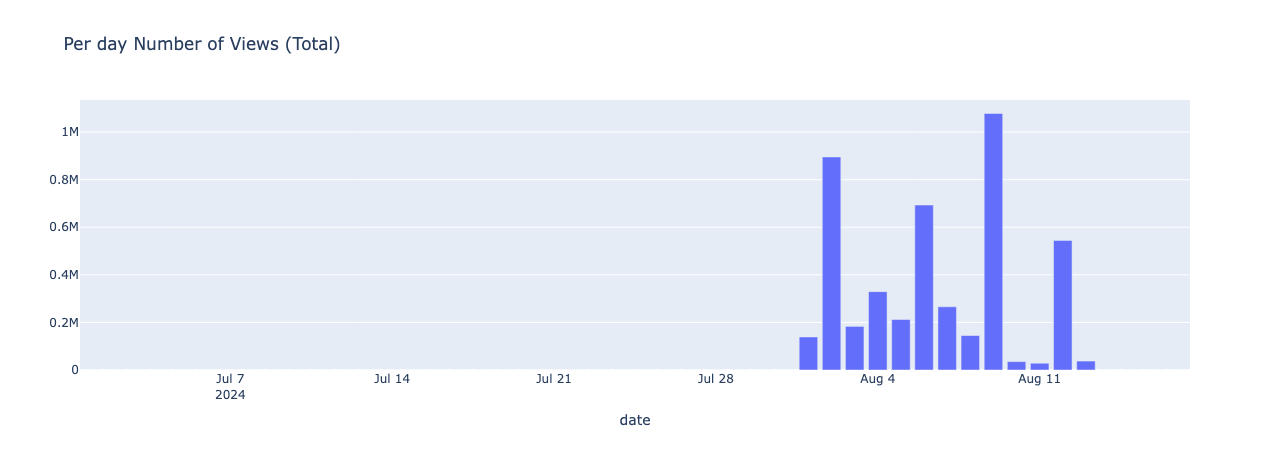 Per day Number of Views (Total)
1M
0.8M
0.6M
0.4M
0.2M
0
Jul 7 Jul 14 Jul 21 Jul 28 Aug 4 Aug 11
2024
date